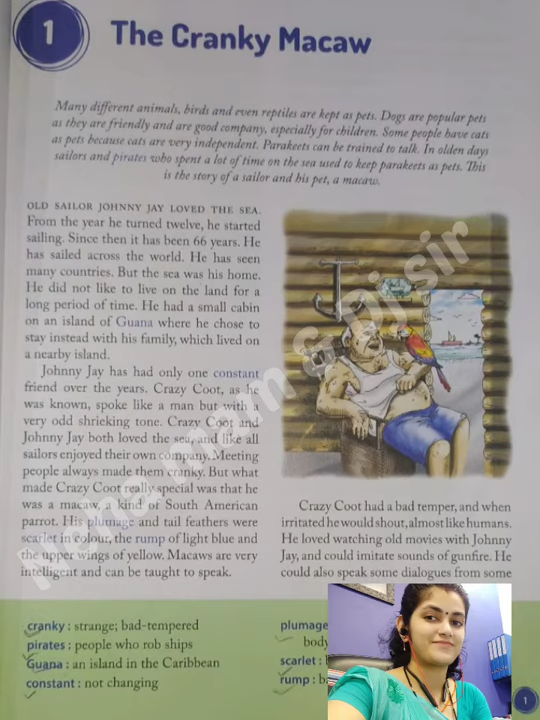 1
The Cranky Macaw
Many different animals, birds and even reptiles are kept as pets. Dogs are popular pets
as they are friendly and are good company, especially for children. Some people have cats
as pets because cats are very independent. Parakeets can be trained to talk. In olden days
sailors and pirates who spent a lot of time on the sea used to keep parakeets as pets. This
is the story of a sailor and his pet, a macaw.
OLD SAILOR JOHNNY JAY LOVED THE SEA.
From the year he turned twelve, he started
sailing. Since then it has been 66 years. He
has sailed across the world. He has seen
many countries. But the sea was his home.
He did not like to live on the land for a
long period of time. He had a small cabin
on an island of Guana where he chose to
stay instead with his family, which lived on
a nearby island.
Johnny Jay has had only one constant
friend over the years. Crazy Coot, as he
was known, spoke like a man but with a
very odd shrieking tone. Crazy Coot and
Johnny Jay both loved the sea, and like all
sailors enjoyed their own company. Meeting
people always made them cranky. But what
made Crazy Coot really special was that he
was a macaw, a kind of South American
parrot. His plumage and tail feathers were
scarlet in colour, the rump of light blue and
the upper wings of yellow. Macaws are very
intelligent and can be taught to speak.
Crazy Coot had a bad temper, and when
irritated he would shout, almost like humans.
He loved watching old movies with Johnny
Jay, and could imitate sounds of gunfire. He
could also speak some dialogues from some
cranky : strange; bad-tempered
pirates : people who rob ships
Guana : an island in the Caribbean
constant : not changing
plumage
body
scarlet :
rump :
1
mam & Dj sir